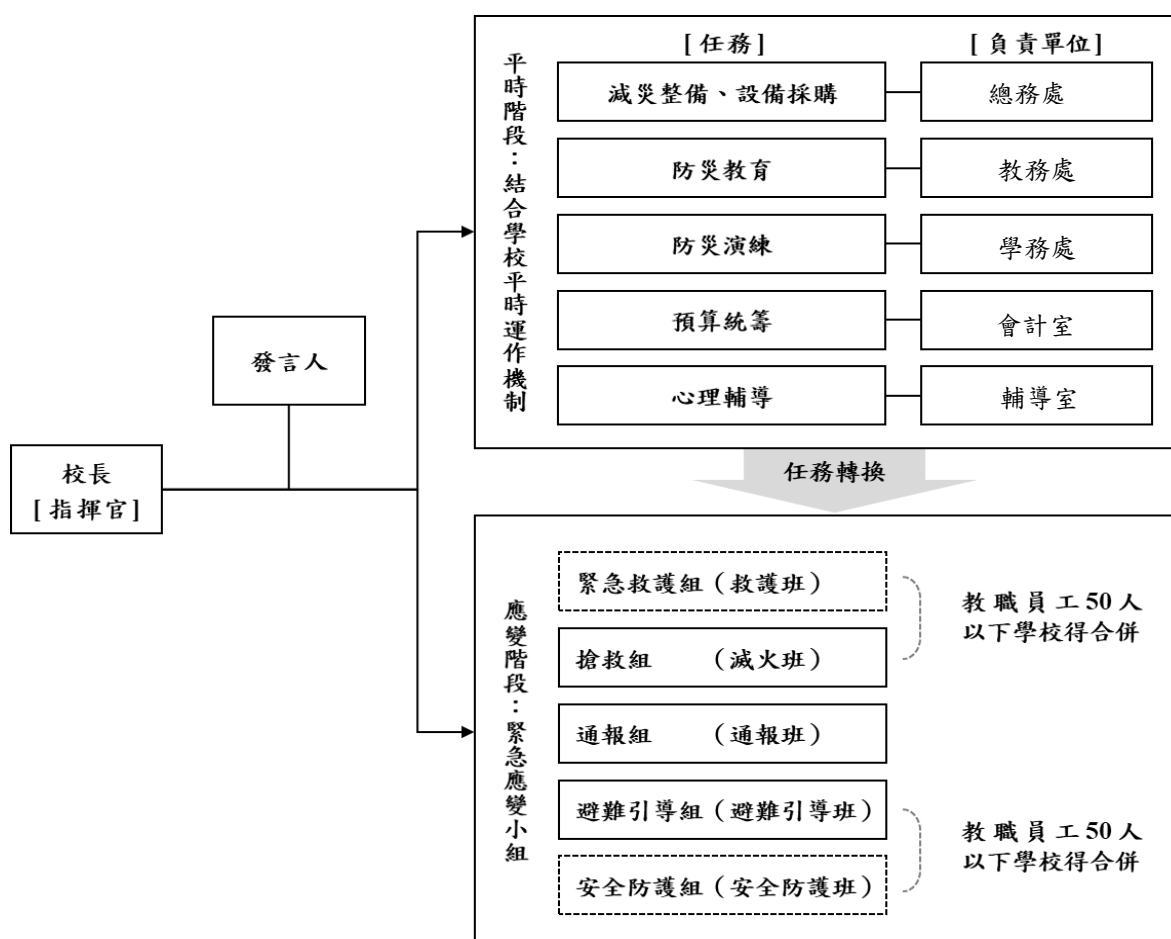 校長
[指揮官]
發言人
平時階段：結合學校平時運作機制
[任務]
[負責單位]
減災整備、設備採購
總務處
防災教育
教務處
防災演練
學務處
預算統籌
會計室
心理輔導
輔導室
任務轉換
應變階段：緊急應變小組
緊急救護組（救護班）
搶救組　　（滅火班）
教職員工50人
以下學校得合併
通報組　　（通報班）
避難引導組（避難引導班）
安全防護組（安全防護班）
教職員工50人
以下學校得合併